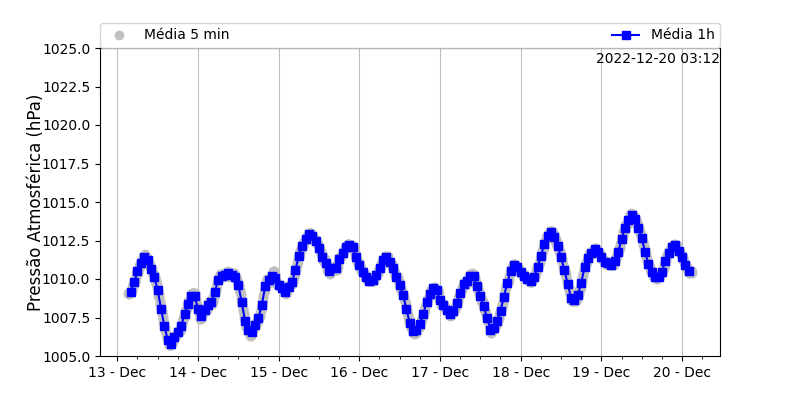 Média 5 min
Média 1h
2022-12-20 03:12
Pressão Atmosférica (hPa)
1025.0
1022.5
1020.0
1017.5
1015.0
1012.5
1010.0
1007.5
1005.0
13 - Dec
14 - Dec
15 - Dec
16 - Dec
17 - Dec
18 - Dec
19 - Dec
20 - Dec